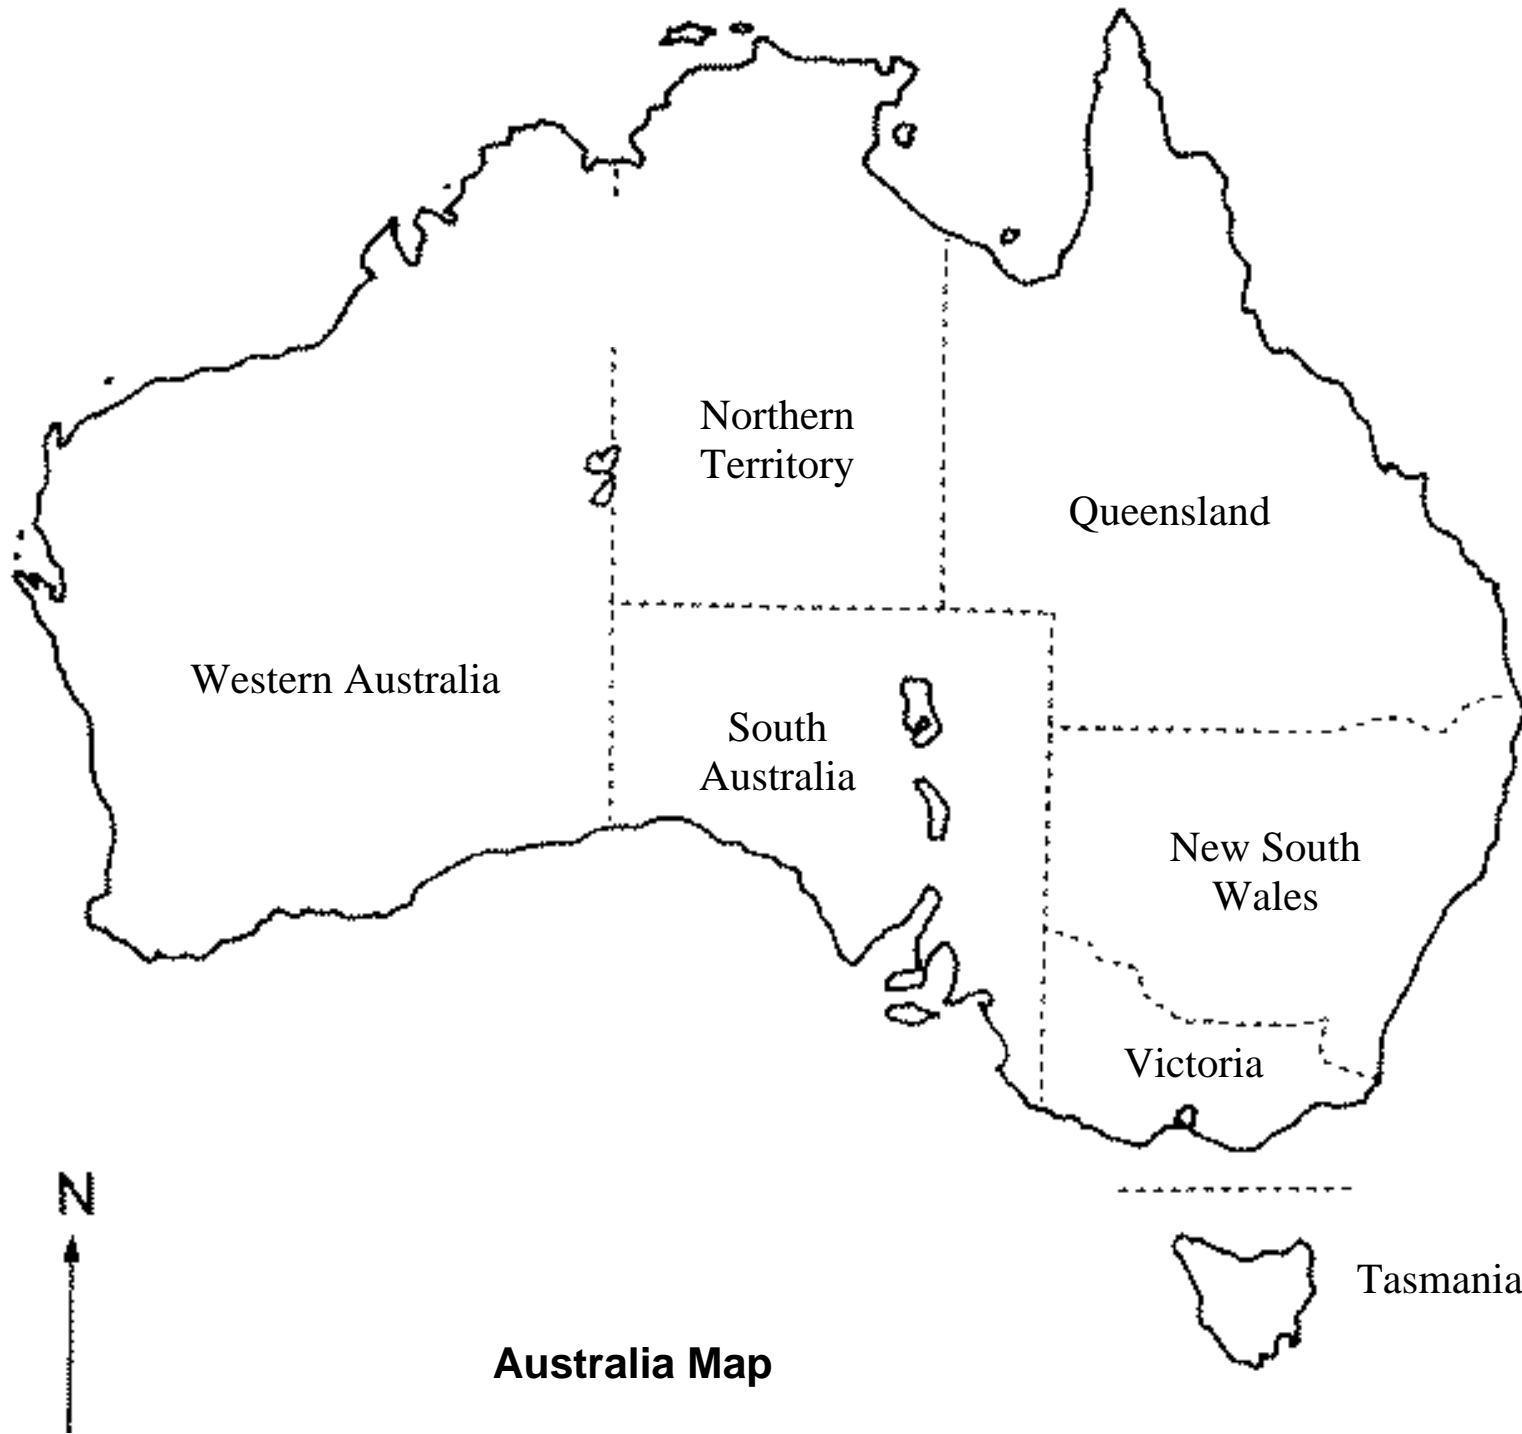 Northern
Territory
Queensland
Western Australia
South
Australia
New South
Wales
Victoria
N
Tasmania
Australia Map